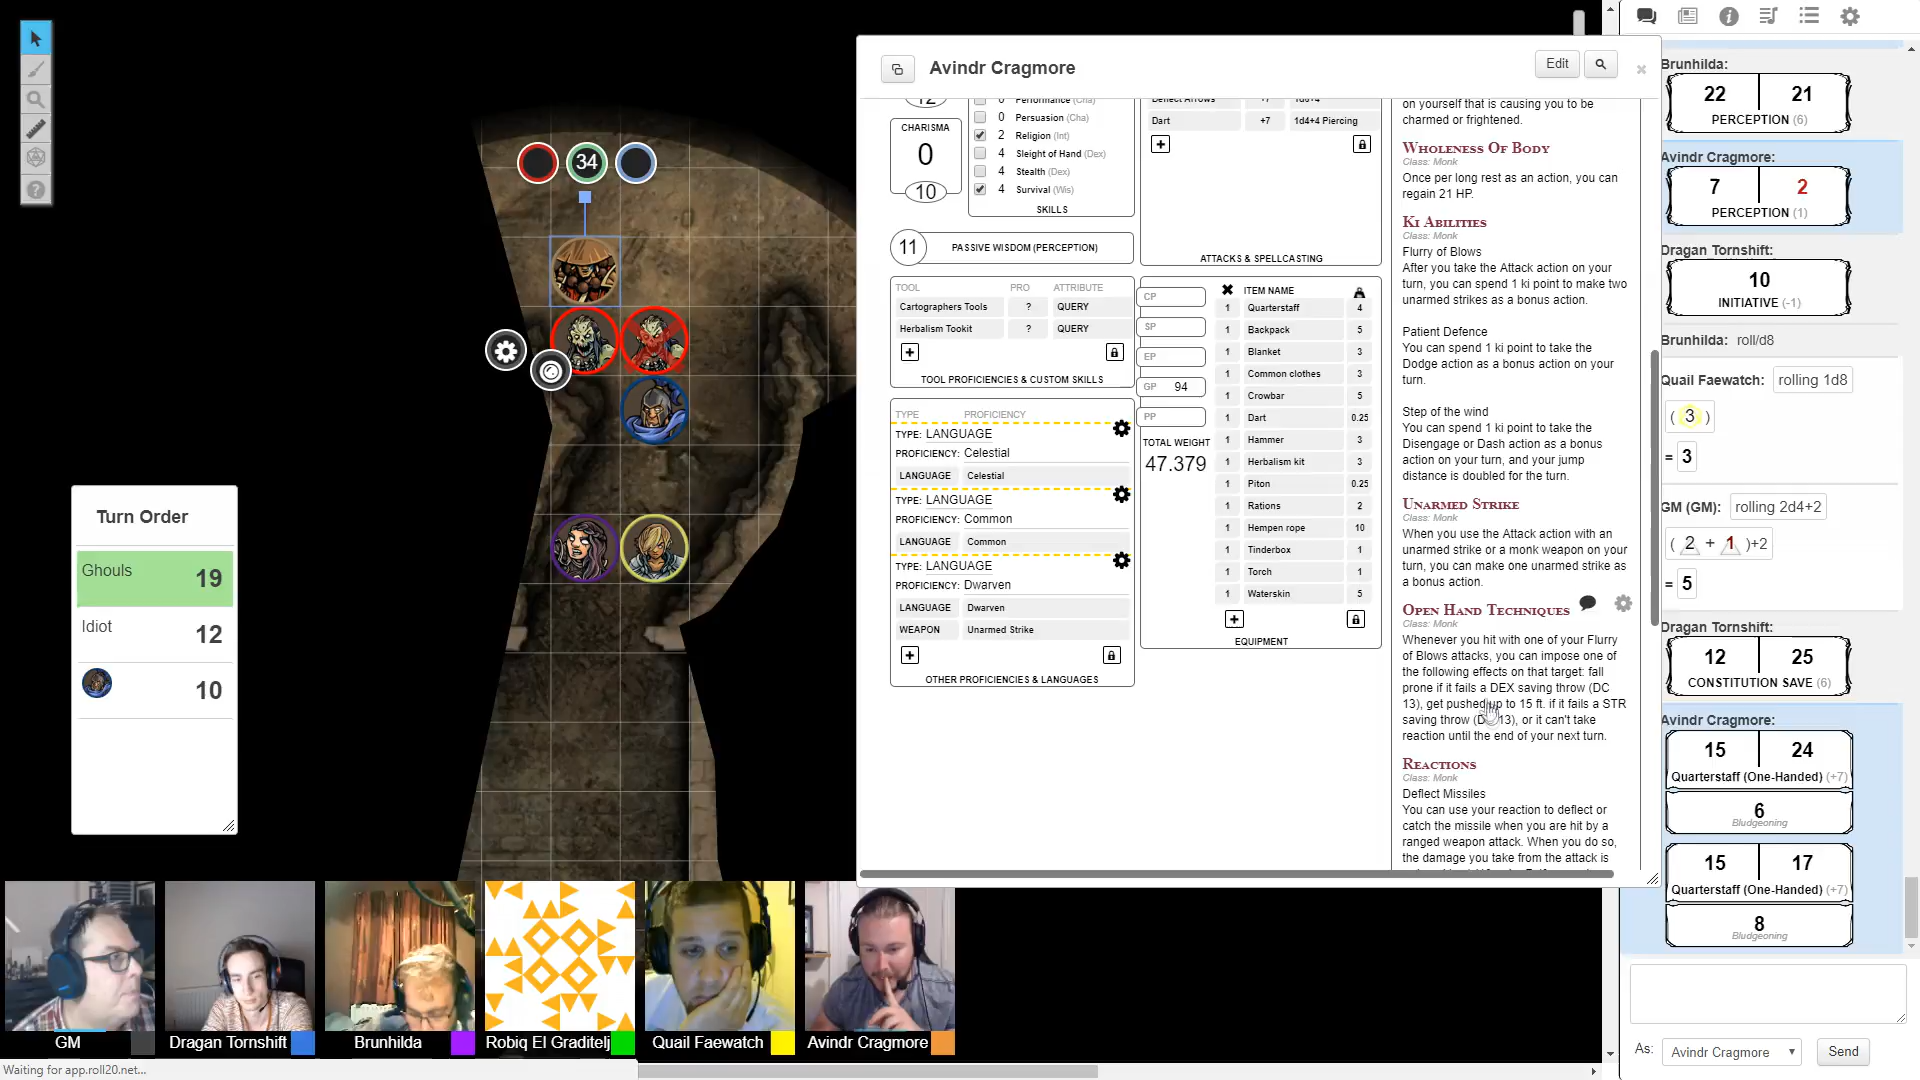 34
Turn Order
Ghouls 19
Idiot 12
10
GM
Dragan Tornshift
Brunhilda
Robiq El Graditelj
Quail Faewatch
Avindr Cragmore
Waiting for app.roll20.net...
Avindr Cragmore
Edit
12
CHARISMA
0
10
0 Performance (Cha)
0 Persuasion (Cha)
2 Religion (Int)
4 Sleight of Hand (Dex)
4 Stealth (Dex)
4 Survival (Wis)
SKILLS
11 PASSIVE WISDOM (PERCEPTION)
TOOL PRO ATTRIBUTE
Cartographers Tools ? QUERY
Herbalism Tookit ? QUERY
TOOL PROFICIENCIES & CUSTOM SKILLS
TYPE PROFICIENCY
TYPE: LANGUAGE
PROFICIENCY: Celestial
LANGUAGE Celestial
TYPE: LANGUAGE
PROFICIENCY: Common
LANGUAGE Common
TYPE: LANGUAGE
PROFICIENCY: Dwarven
LANGUAGE Dwarven
WEAPON Unarmed Strike
OTHER PROFICIENCIES & LANGUAGES
Deflect Arrows +7 1d6+4
Dart +7 1d4+4 Piercing
ATTACKS & SPELLCASTING
CP
SP
EP
GP 94
PP
TOTAL WEIGHT
47.379
ITEM NAME
1 Quarterstaff 4
1 Backpack 5
1 Blanket 3
1 Common clothes 3
1 Crowbar 5
1 Dart 0.25
1 Hammer 3
1 Herbalism kit 3
1 Piton 0.25
1 Rations 2
1 Hempen rope 10
1 Tinderbox 1
1 Torch 1
1 Waterskin 5
EQUIPMENT
on yourself that is causing you to be
charmed or frightened.
Wholeness Of Body
Class: Monk
Once per long rest as an action, you can
regain 21 HP.
Ki Abilities
Class: Monk
Flurry of Blows
After you take the Attack action on your
turn, you can spend 1 ki point to make two
unarmed strikes as a bonus action.
Patient Defence
You can spend 1 ki point to take the
Dodge action as a bonus action on your
turn.
Step of the wind
You can spend 1 ki point to take the
Disengage or Dash action as a bonus
action on your turn, and your jump
distance is doubled for the turn.
Unarmed Strike
Class: Monk
When you use the Attack action with an
unarmed strike or a monk weapon on your
turn, you can make one unarmed strike as
a bonus action.
Open Hand Techniques
Class: Monk
Whenever you hit with one of your Flurry
of Blows attacks, you can impose one of
the following effects on that target: fall
prone if it fails a DEX saving throw (DC
13), get pushed up to 15 ft. if it fails a STR
saving throw (DC 13), or it can't take
reaction until the end of your next turn.
Reactions
Class: Monk
Deflect Missiles
You can use your reaction to deflect or
catch the missile when you are hit by a
ranged weapon attack. When you do so,
the damage you take from the attack is
Brunhilda:
22 21
PERCEPTION (6)
Avindr Cragmore:
7 2
PERCEPTION (1)
Dragan Tornshift:
10
INITIATIVE (-1)
Brunhilda: roll/d8
Quail Faewatch: rolling 1d8
( 3 )
= 3
GM (GM): rolling 2d4+2
( 2 + 1 )+2
= 5
Dragan Tornshift:
12 25
CONSTITUTION SAVE (6)
Avindr Cragmore:
15 24
Quarterstaff (One-Handed) (+7)
6
Bludgeoning
15 17
Quarterstaff (One-Handed) (+7)
8
Bludgeoning
As: Avindr Cragmore Send